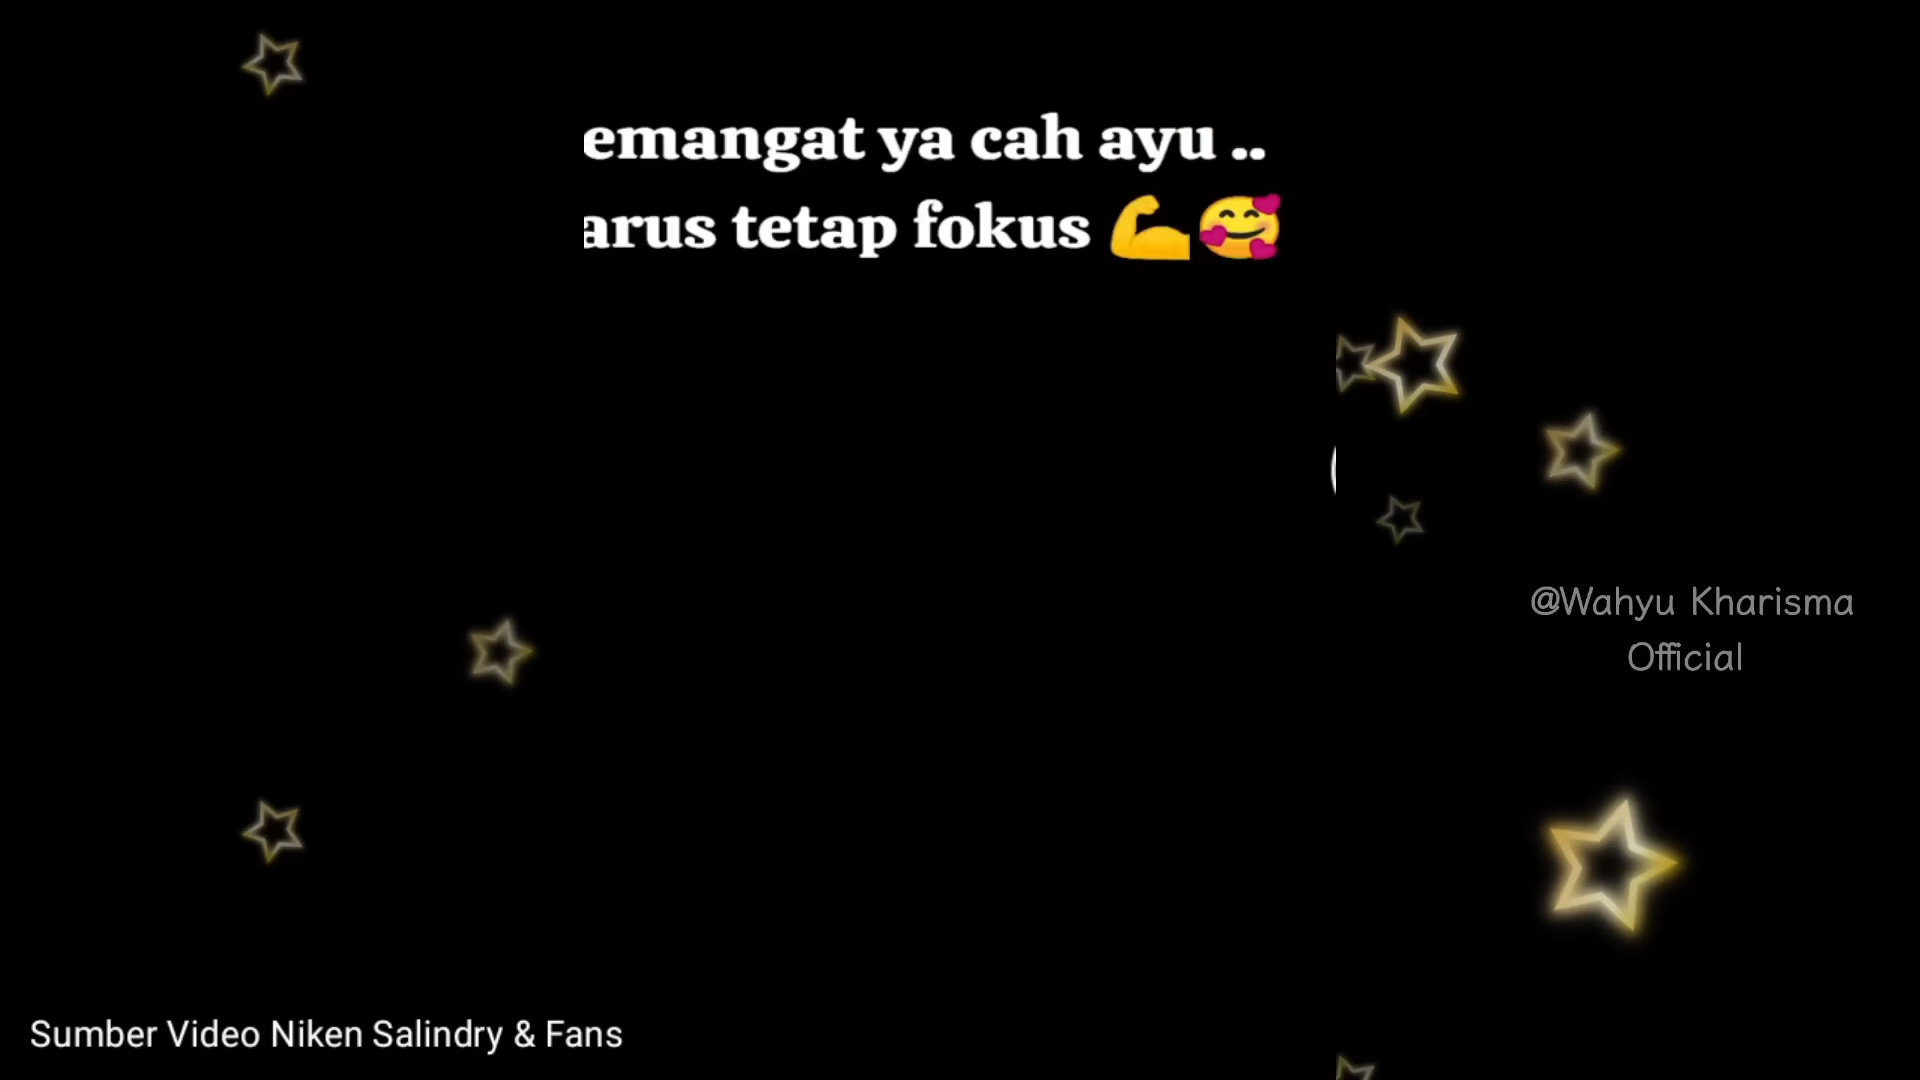 emangat ya cah ayu ..
arus tetap fokus 💪🥰
@Wahyu Kharisma
Official
Sumber Video Niken Salindry & Fans